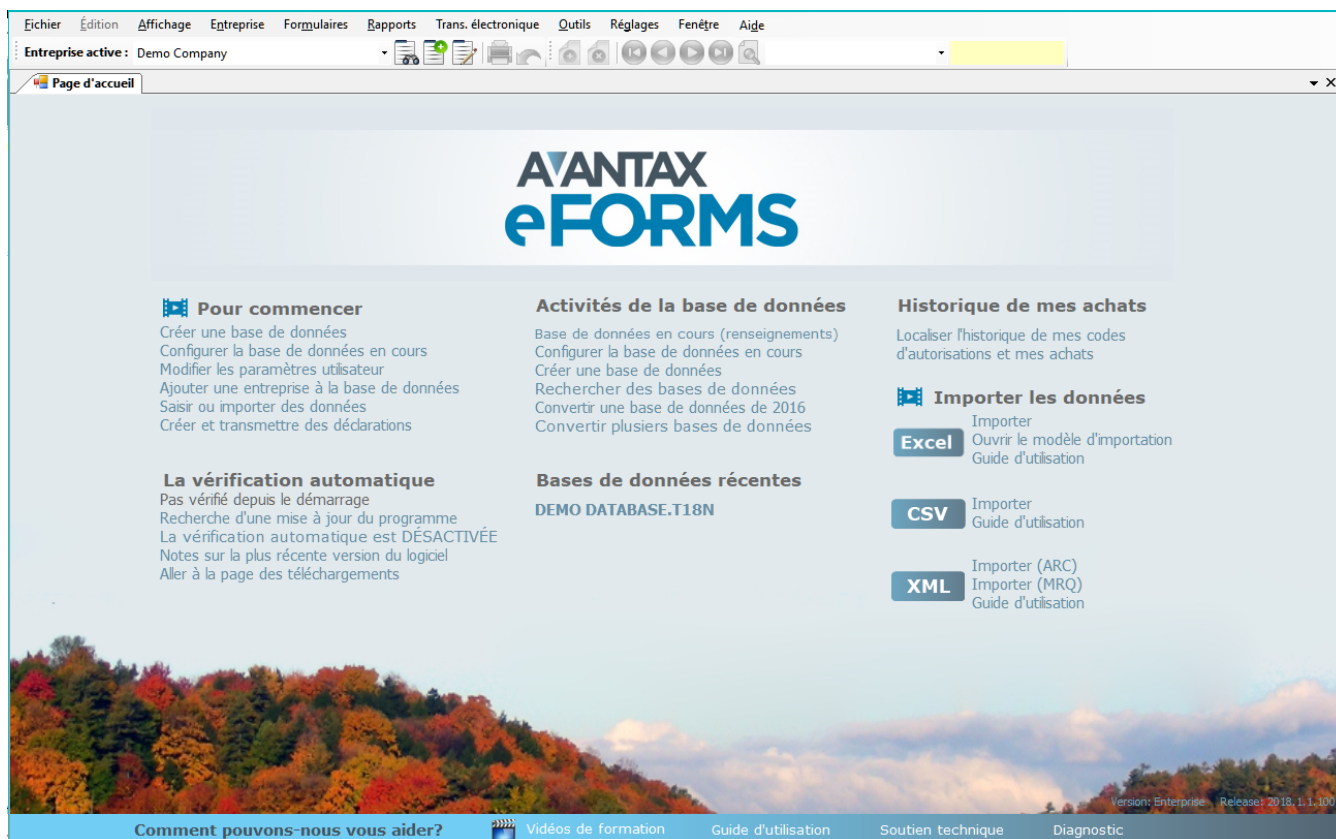 Fichier Édition Affichage Entreprise Formulaires Rapports Trans. électronique Outils Réglages Fenêtre Aide
Entreprise active : Demo Company
Page d'accueil
AVANTAX
eFORMS
Pour commencer
Créer une base de données
Configurer la base de données en cours
Modifier les paramètres utilisateur
Ajouter une entreprise à la base de données
Saisir ou importer des données
Créer et transmettre des déclarations
Activités de la base de données
Base de données en cours (renseignements)
Configurer la base de données en cours
Créer une base de données
Rechercher des bases de données
Convertir une base de données de 2016
Convertir plusiers bases de données
Historique de mes achats
Localiser l'historique de mes codes
d'autorisations et mes achats
Importer les données
Excel
Importer
Ouvrir le modèle d'importation
Guide d'utilisation
CSV
Importer
Guide d'utilisation
XML
Importer (ARC)
Importer (MRQ)
Guide d'utilisation
La vérification automatique
Pas vérifié depuis le démarrage
Recherche d'une mise à jour du programme
La vérification automatique est DÉSACTIVÉE
Notes sur la plus récente version du logiciel
Aller à la page des téléchargements
Bases de données récentes
DEMO DATABASE.T18N
Version: Enterprise Release: 2018.1.1.100
Comment pouvons-nous vous aider? Vidéos de formation Guide d'utilisation Soutien technique Diagnostic